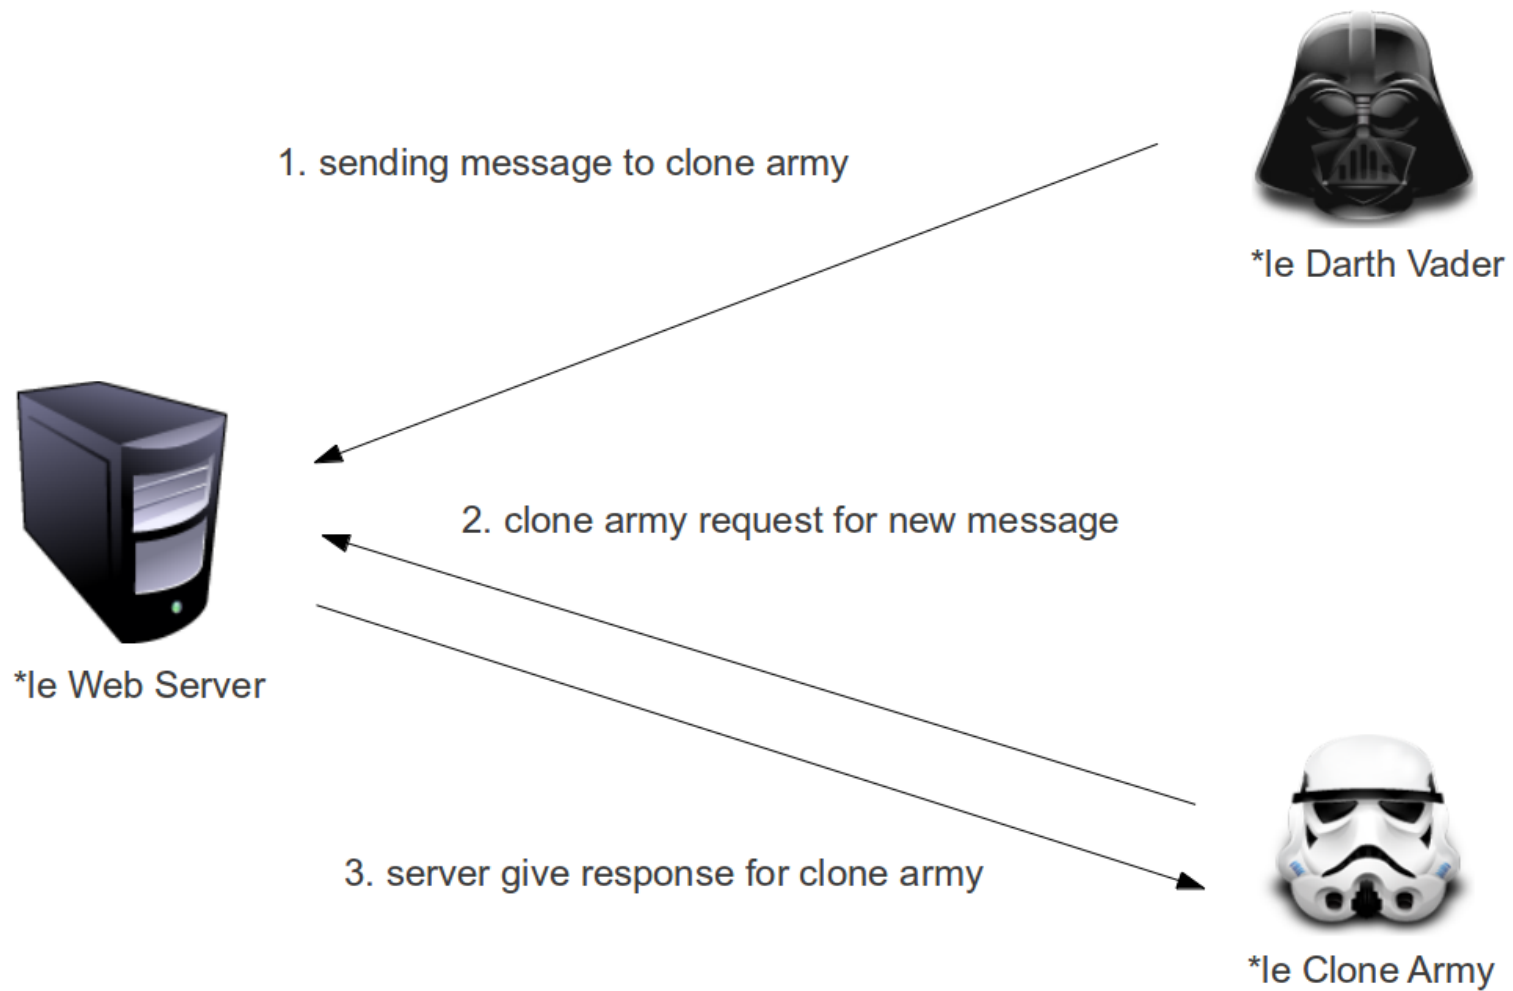 1. sending message to clone army
*le Darth Vader
2. clone army request for new message
*le Web Server
3. server give response for clone army
*le Clone Army